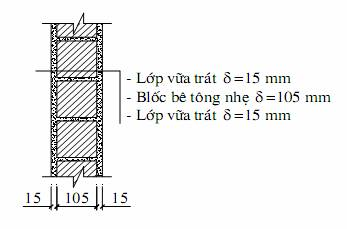 - Lớp vữa trát δ=15 mm
- Blốc bê tông nhẹ δ=105 mm
- Lớp vữa trát δ=15 mm
15 105 15